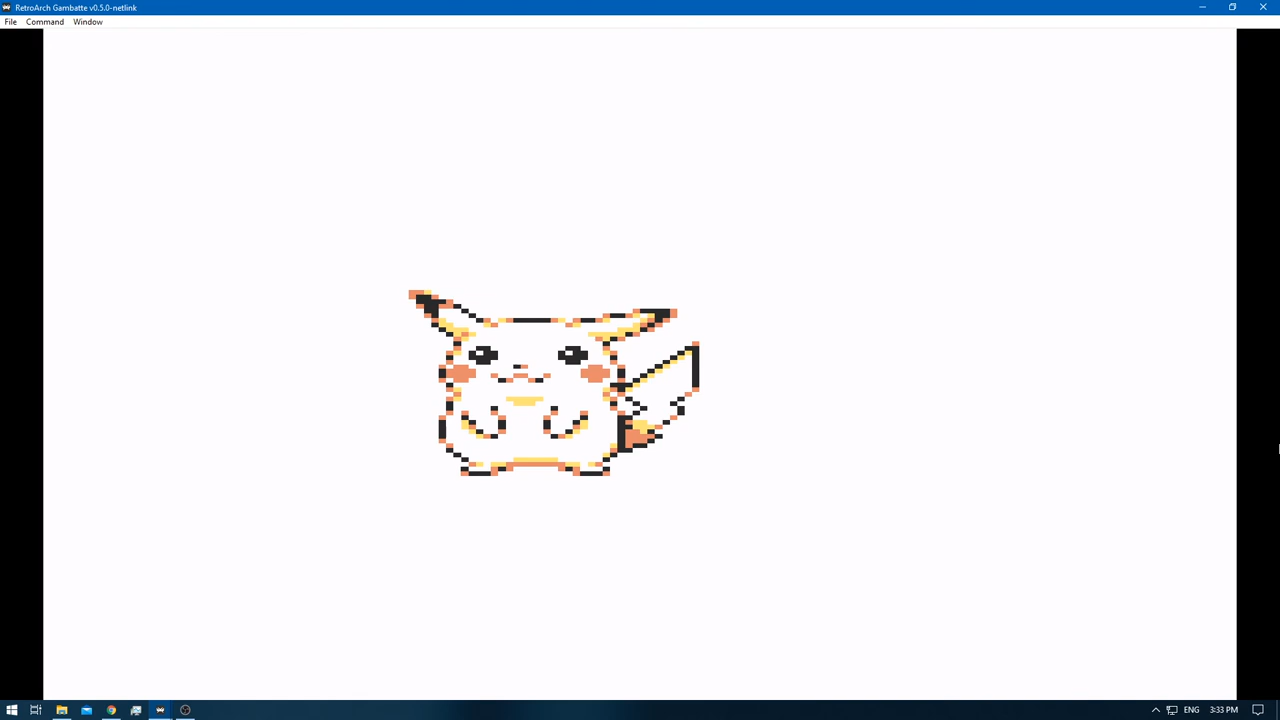 RetroArch Gambatte v0.5.0-netlink
File Command Window
ENG 3:33 PM